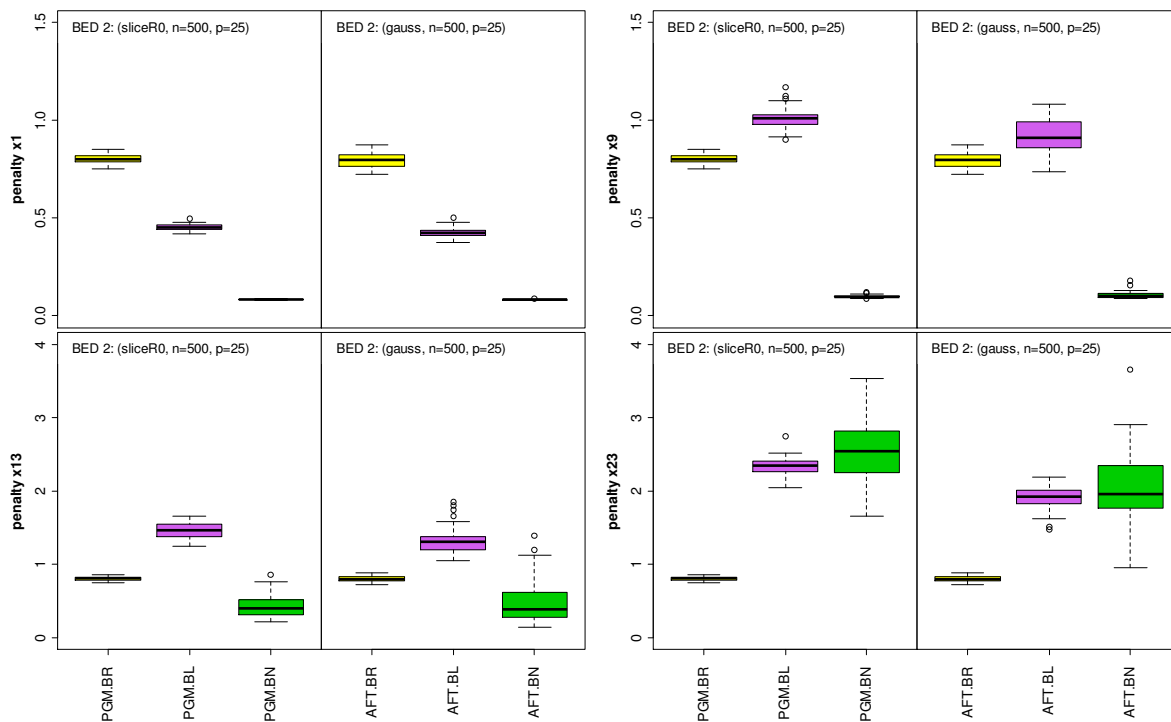 BED 2: (sliceR0, n=500, p=25)
BED 2: (gauss, n=500, p=25)
penalty x1
0.0
0.5
1.0
1.5
BED 2: (sliceR0, n=500, p=25)
BED 2: (gauss, n=500, p=25)
penalty x9
0.0
0.5
1.0
1.5
BED 2: (sliceR0, n=500, p=25)
BED 2: (gauss, n=500, p=25)
penalty x13
0
1
2
3
4
PGM.BR
PGM.BL
PGM.BN
AFT.BR
AFT.BL
AFT.BN
BED 2: (sliceR0, n=500, p=25)
BED 2: (gauss, n=500, p=25)
penalty x23
0
1
2
3
4
PGM.BR
PGM.BL
PGM.BN
AFT.BR
AFT.BL
AFT.BN